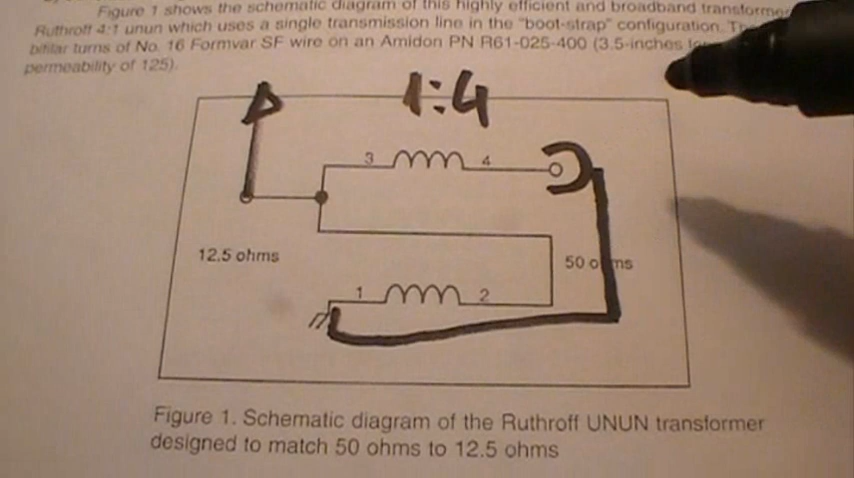 Figure 1 shows the schematic diagram of this highly efficient and broadband transformer
Ruthroff 4:1 unun which uses a single transmission line in the "boot-strap" configuration.
bifilar turns of No. 16 Formvar SF wire on an Amidon PN R61-025-400 (3.5-inches
permeability of 125).
1:4
3 4
12.5 ohms
50 ohms
1 2
Figure 1. Schematic diagram of the Ruthroff UNUN transformer
designed to match 50 ohms to 12.5 ohms